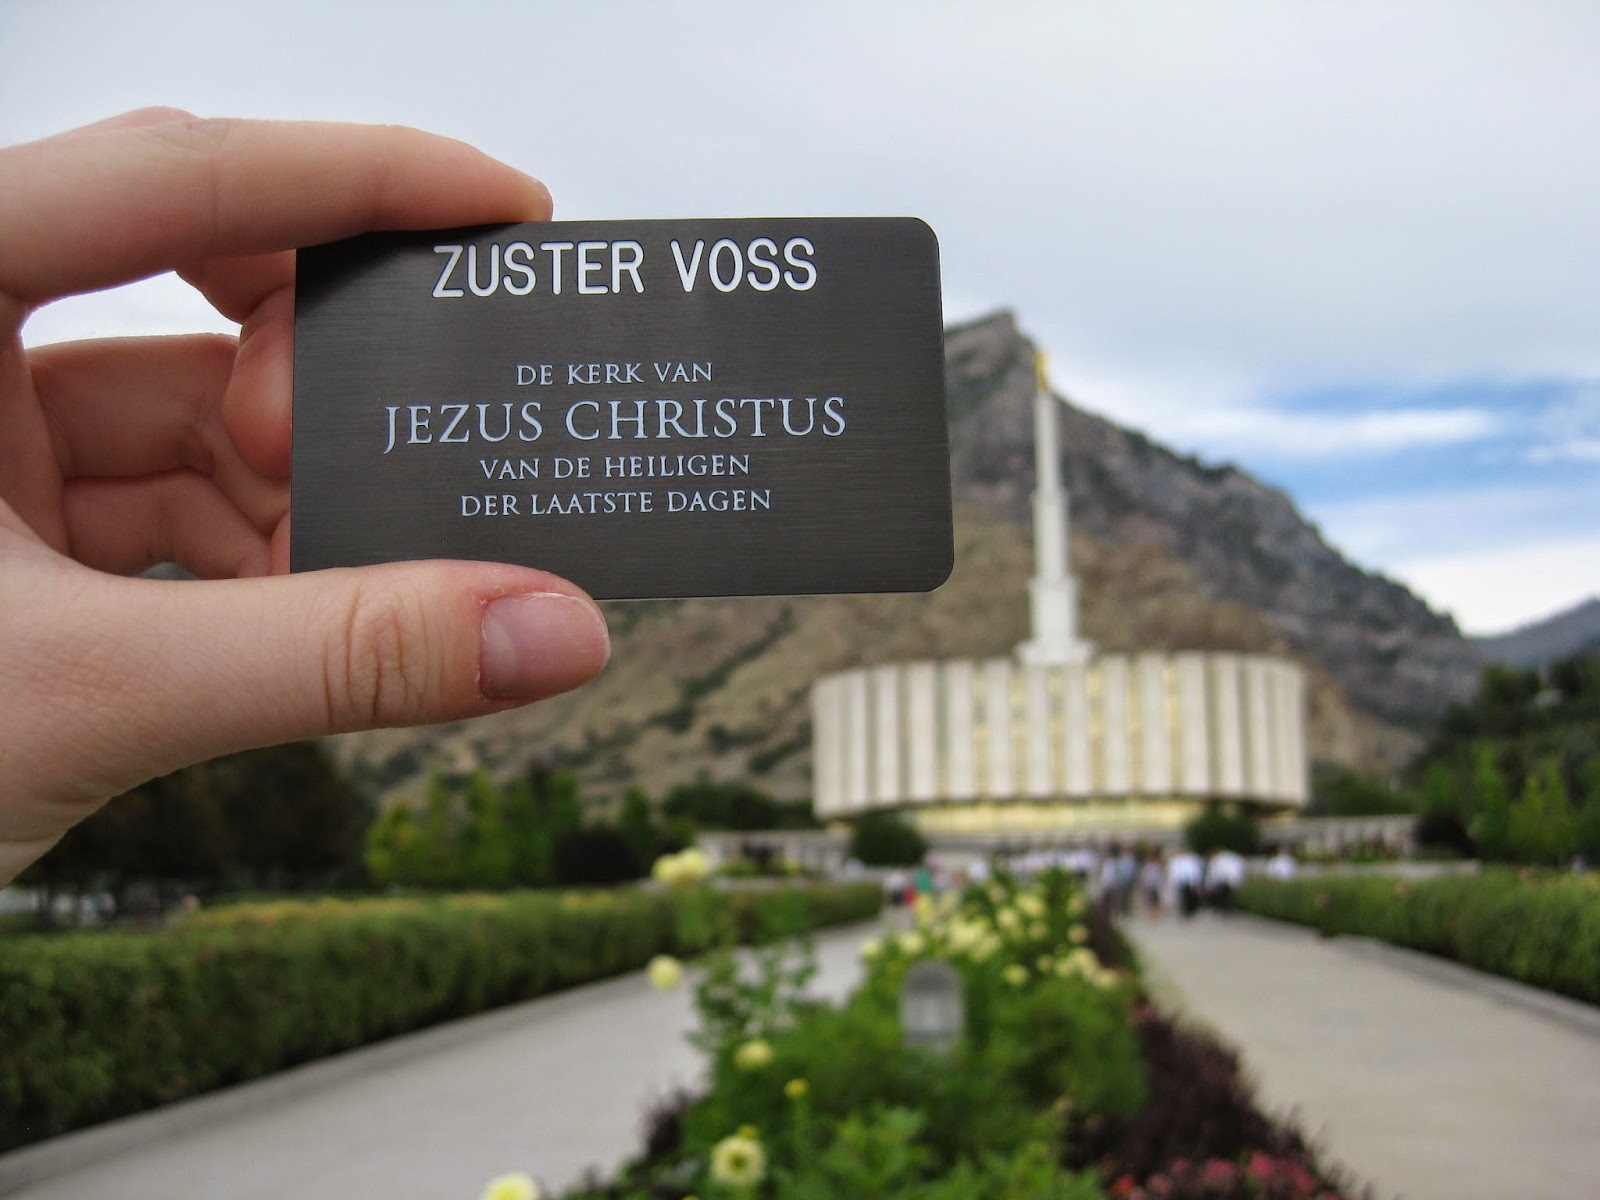 ZUSTER VOSS
DE KERK VAN
JEZUS CHRISTUS
VAN DE HEILIGEN
DER LAATSTE DAGEN